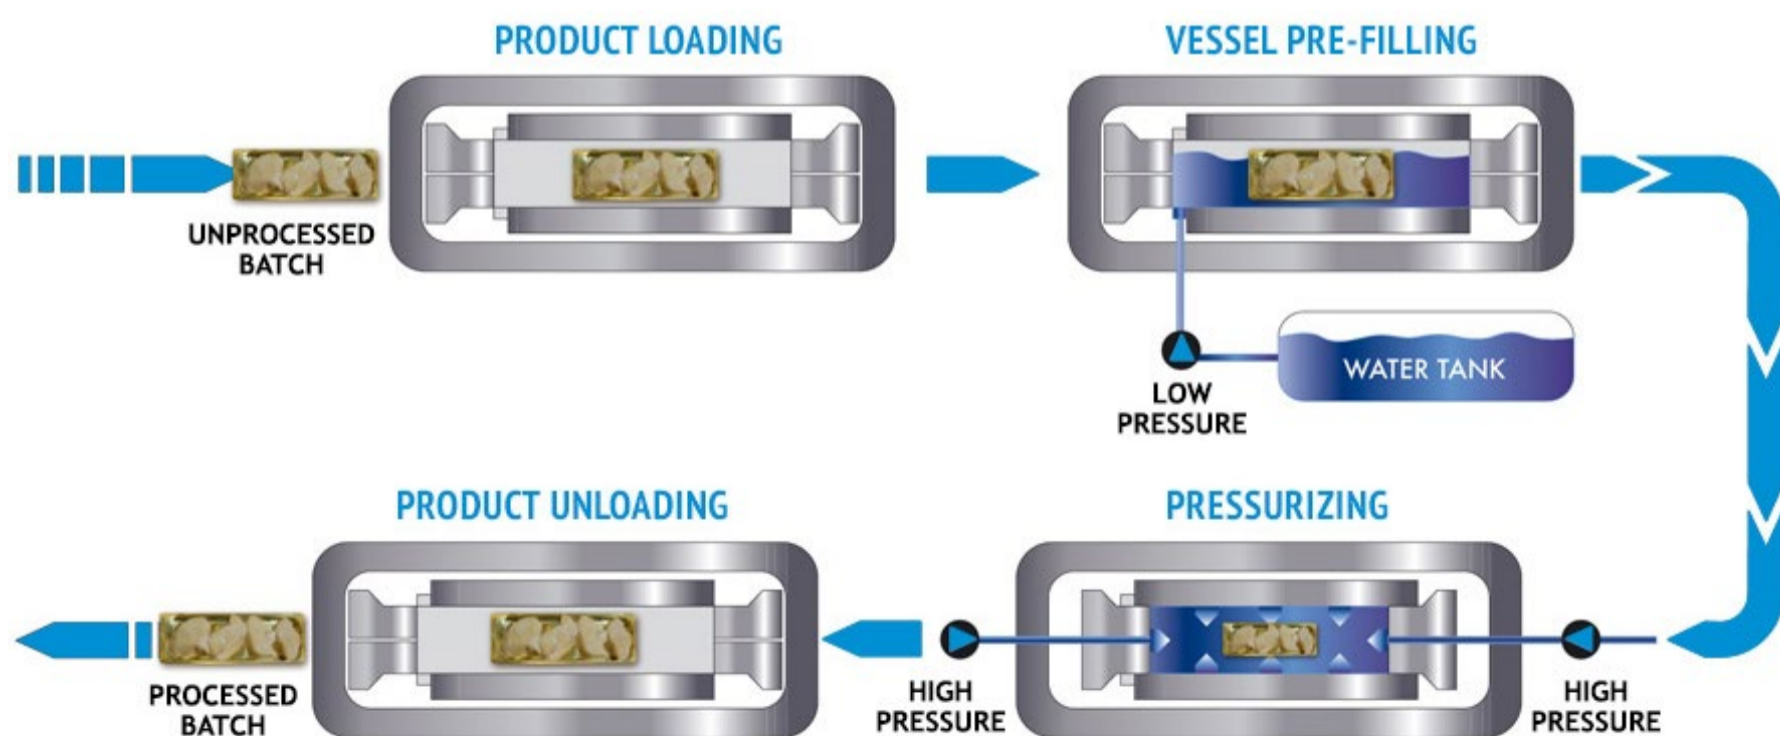 PRODUCT LOADING
VESSEL PRE-FILLING
UNPROCESSED
BATCH
WATER TANK
LOW
PRESSURE
PRODUCT UNLOADING
PRESSURIZING
PROCESSED
BATCH
HIGH
PRESSURE
HIGH
PRESSURE